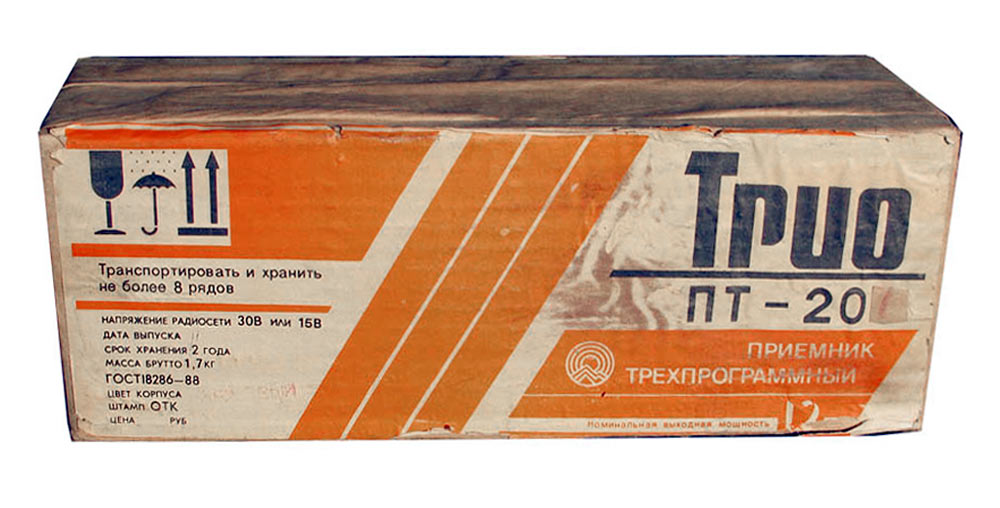 Транспортировать и хранить
не более 8 рядов
НАПРЯЖЕНИЕ РАДИОСЕТИ 30В ИЛИ 15В
ДАТА ВЫПУСКА
СРОК ХРАНЕНИЯ 2 ГОДА
МАССА БРУТТО 1,7 КГ
ГОСТ18286-88
ЦВЕТ КОРПУСА
ШТАМП ОТК
ЦЕНА РУБ
Трио
ПТ-20
ПРИЕМНИК
ТРЕХПРОГРАММНЫЙ
Номинальная выходная мощность